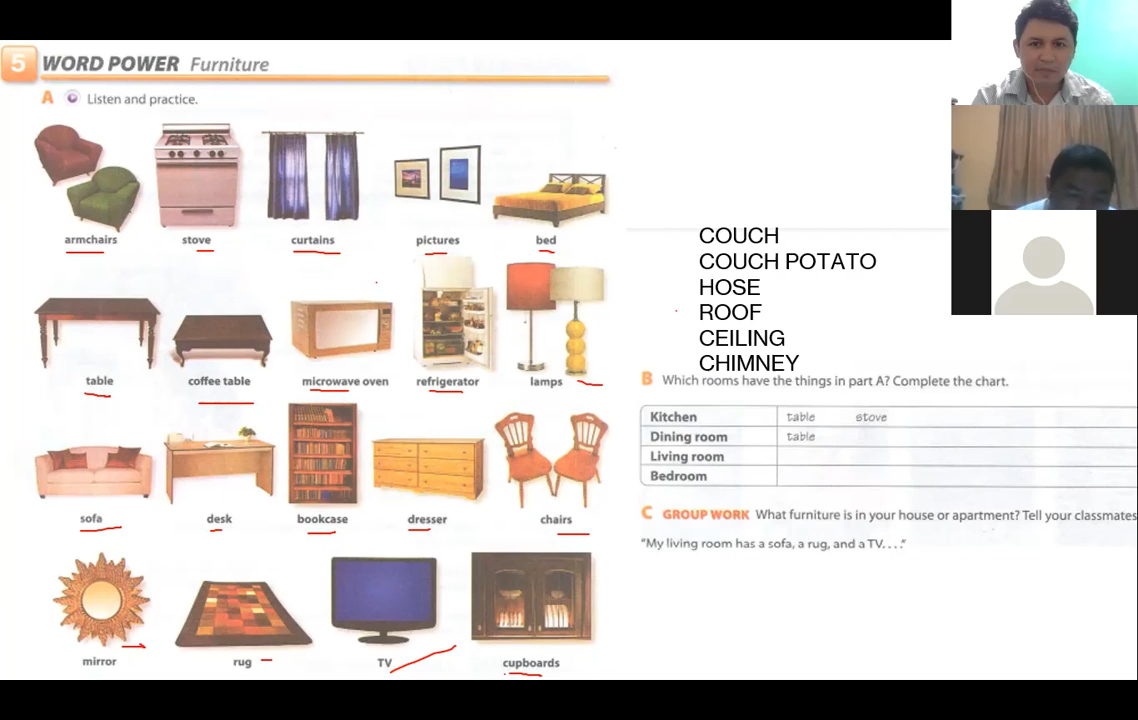 5 WORD POWER Furniture
A Listen and practice.
armchairs stove curtains pictures bed
table coffee table microwave oven refrigerator lamps
sofa desk bookcase dresser chairs
mirror rug TV cupboards
COUCH
COUCH POTATO
HOSE
ROOF
CEILING
CHIMNEY
B Which rooms have the things in part A? Complete the chart.
Kitchen table stove
Dining room table
Living room
Bedroom
C GROUP WORK What furniture is in your house or apartment? Tell your classmates
"My living room has a sofa, a rug, and a TV. . . ."